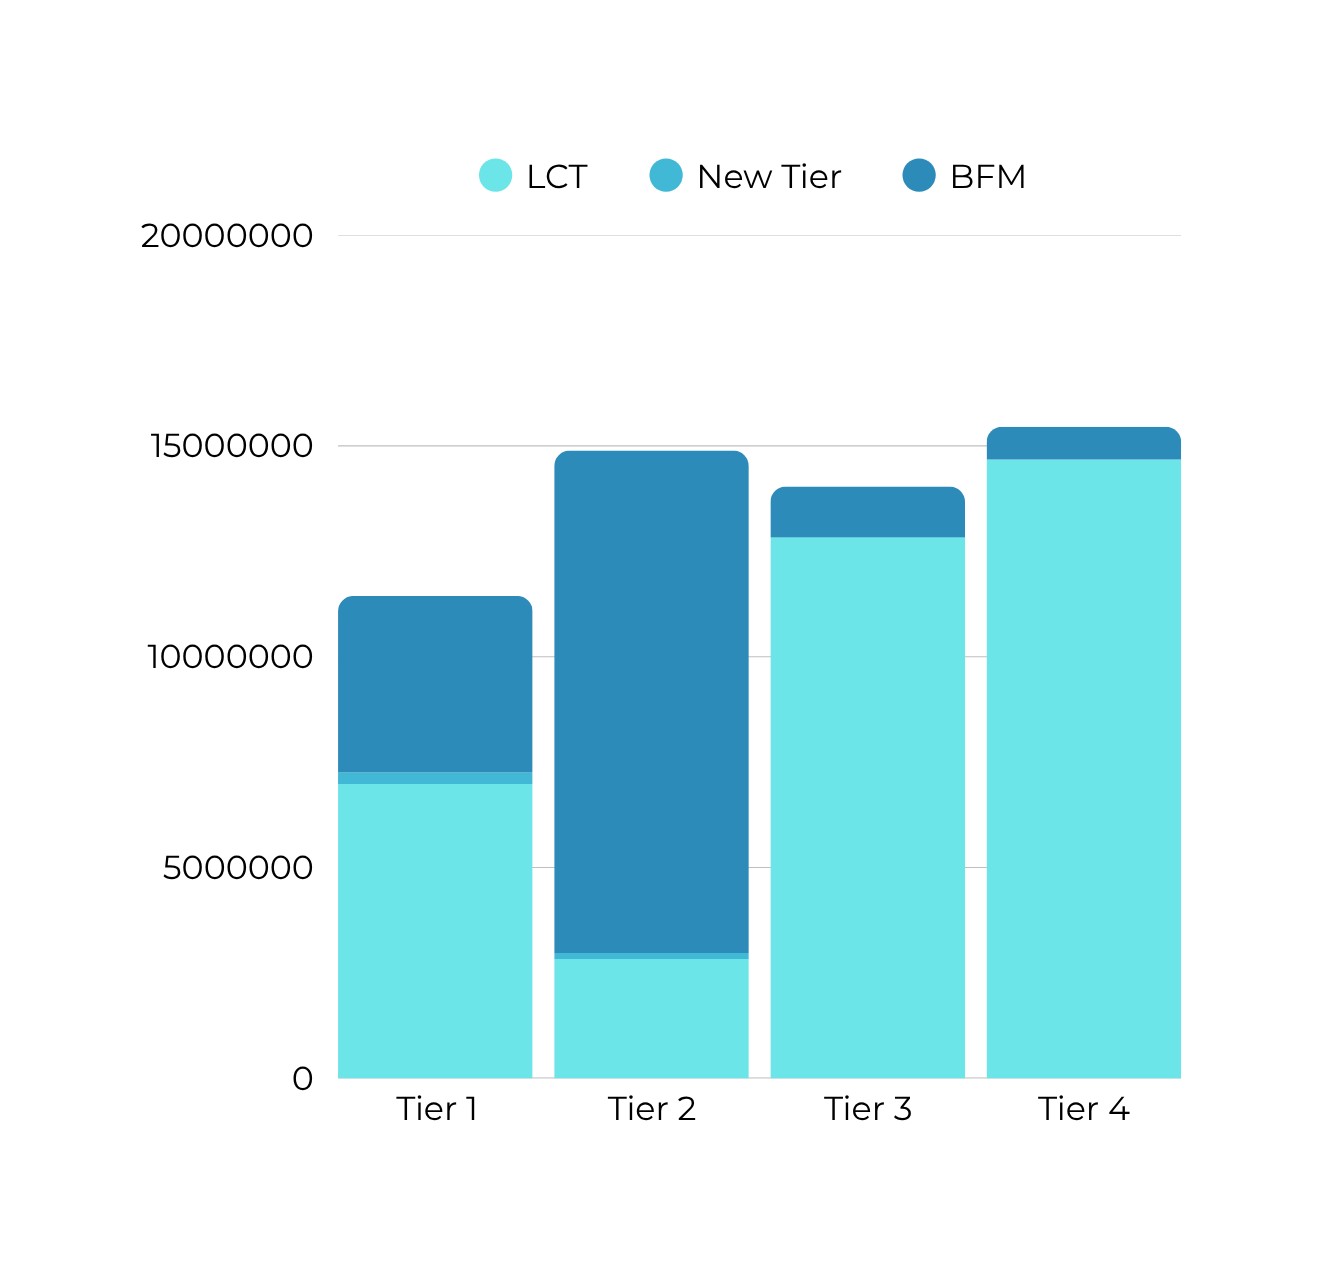 LCT New Tier BFM
20000000
15000000
10000000
5000000
0
Tier 1 Tier 2 Tier 3 Tier 4